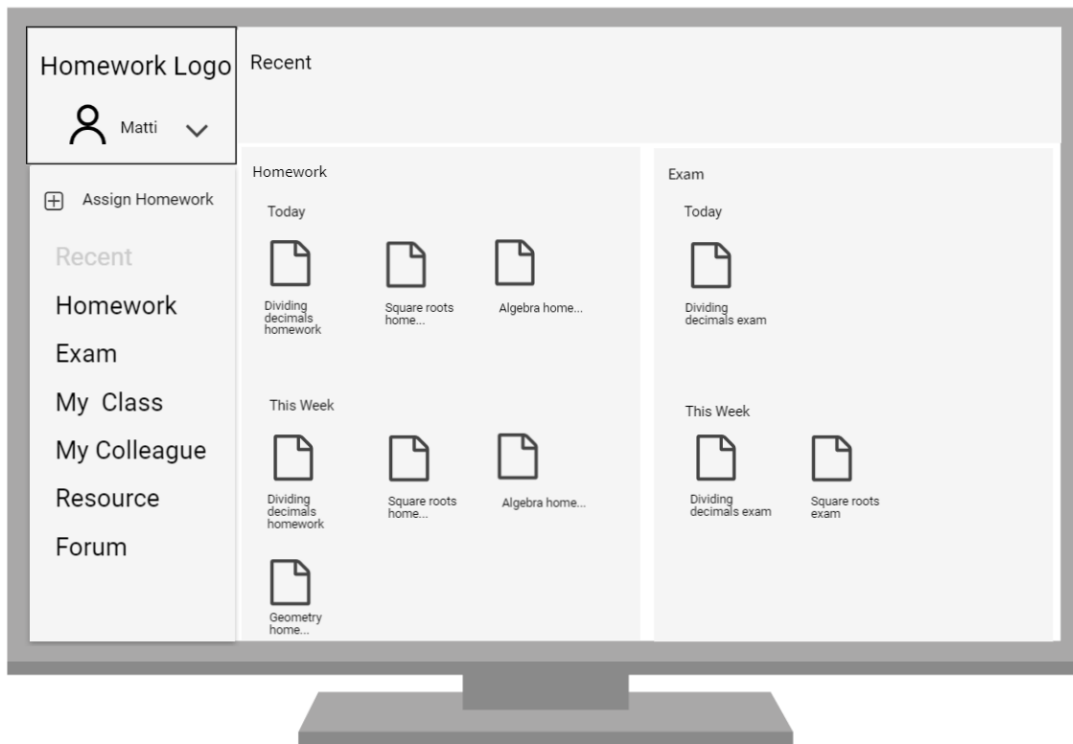 Homework Logo
Matti
Assign Homework
Recent
Homework
Exam
My Class
My Colleague
Resource
Forum
Recent
Homework
Today
Dividing
decimals
homework
Square roots
home...
Algebra home...
This Week
Dividing
decimals
homework
Square roots
home...
Algebra home...
Geometry
home...
Exam
Today
Dividing
decimals exam
This Week
Dividing
decimals exam
Square roots
exam